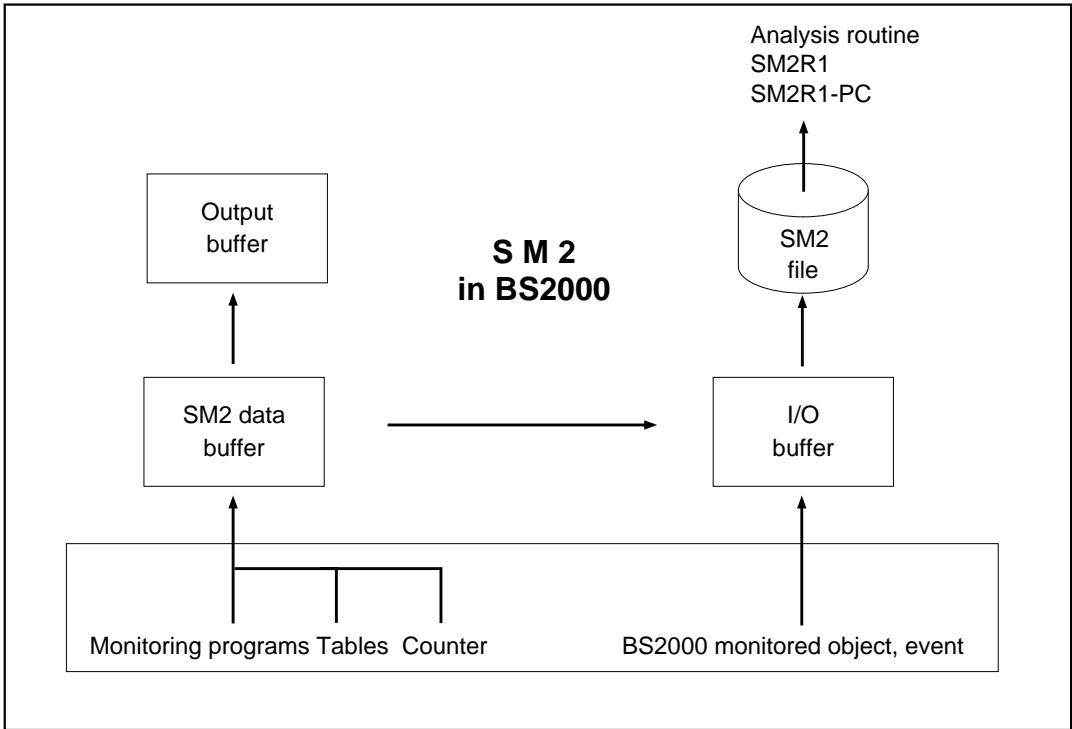 Analysis routine
SM2R1
SM2R1-PC
Output
buffer
S M 2
in BS2000
SM2
file
SM2 data
buffer
I/O
buffer
Monitoring programs Tables Counter
BS2000 monitored object, event